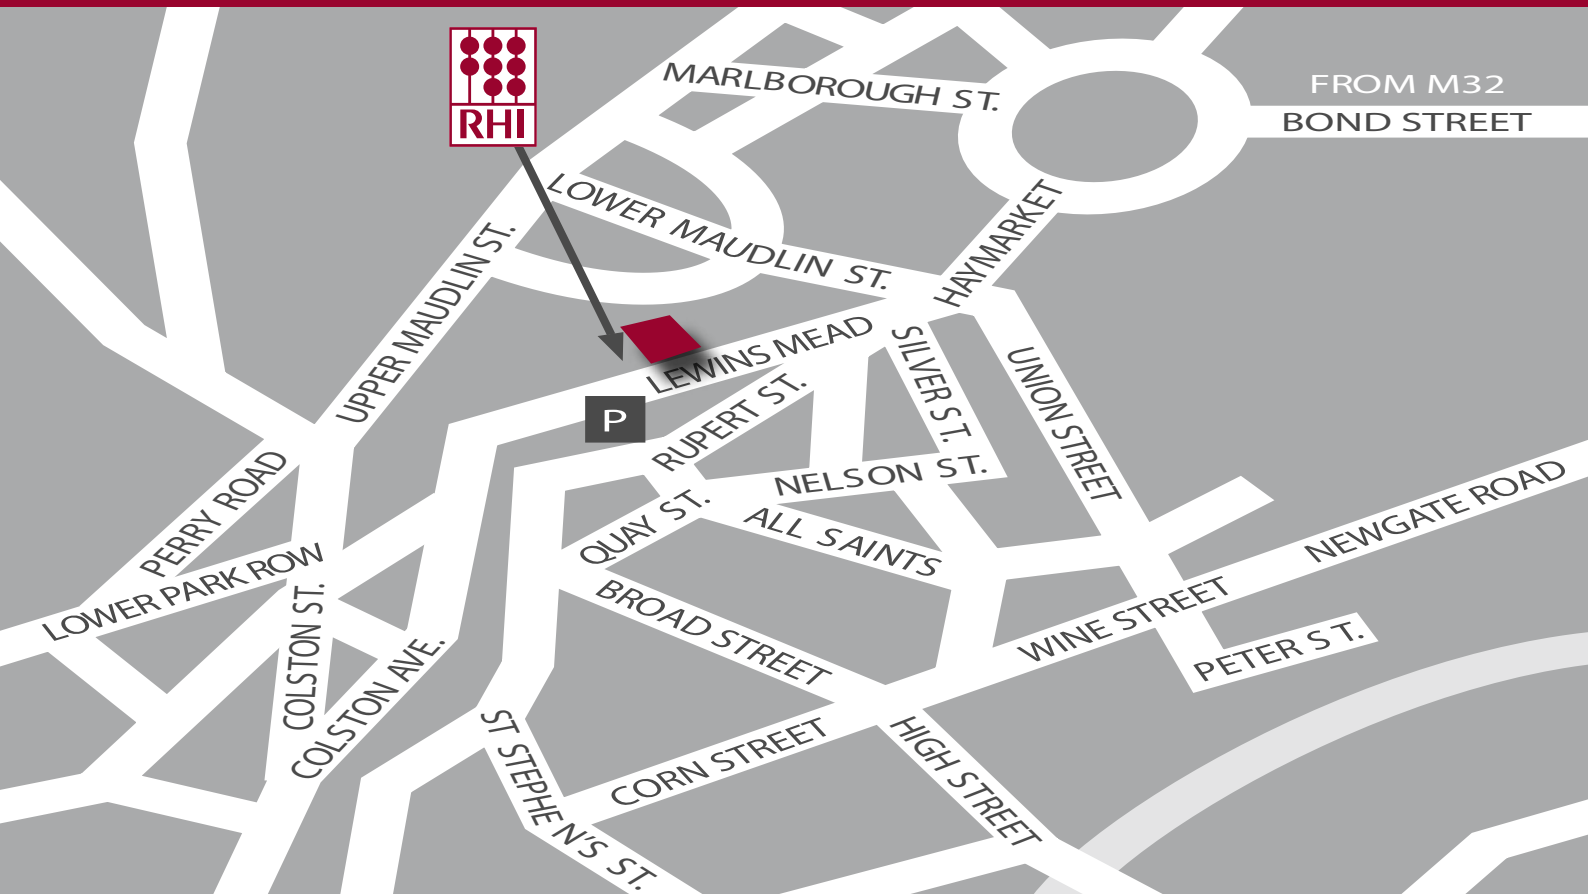 MARLBOROUGH ST.
FROM M32
BOND STREET
RHI
LOWER MAUDLIN ST.
HAYMARKET
UPPER MAUDLIN ST.
LEWINS MEAD
SILVER ST.
UNION STREET
P
RUPERT ST.
NELSON ST.
PERRY ROAD
QUAY ST.
ALL SAINTS
NEWGATE ROAD
LOWER PARK ROW
COLSTON ST.
BROAD STREET
WINE STREET
PETER ST.
COLSTON AVE.
ST STEPHEN'S ST.
CORN STREET
HIGH STREET